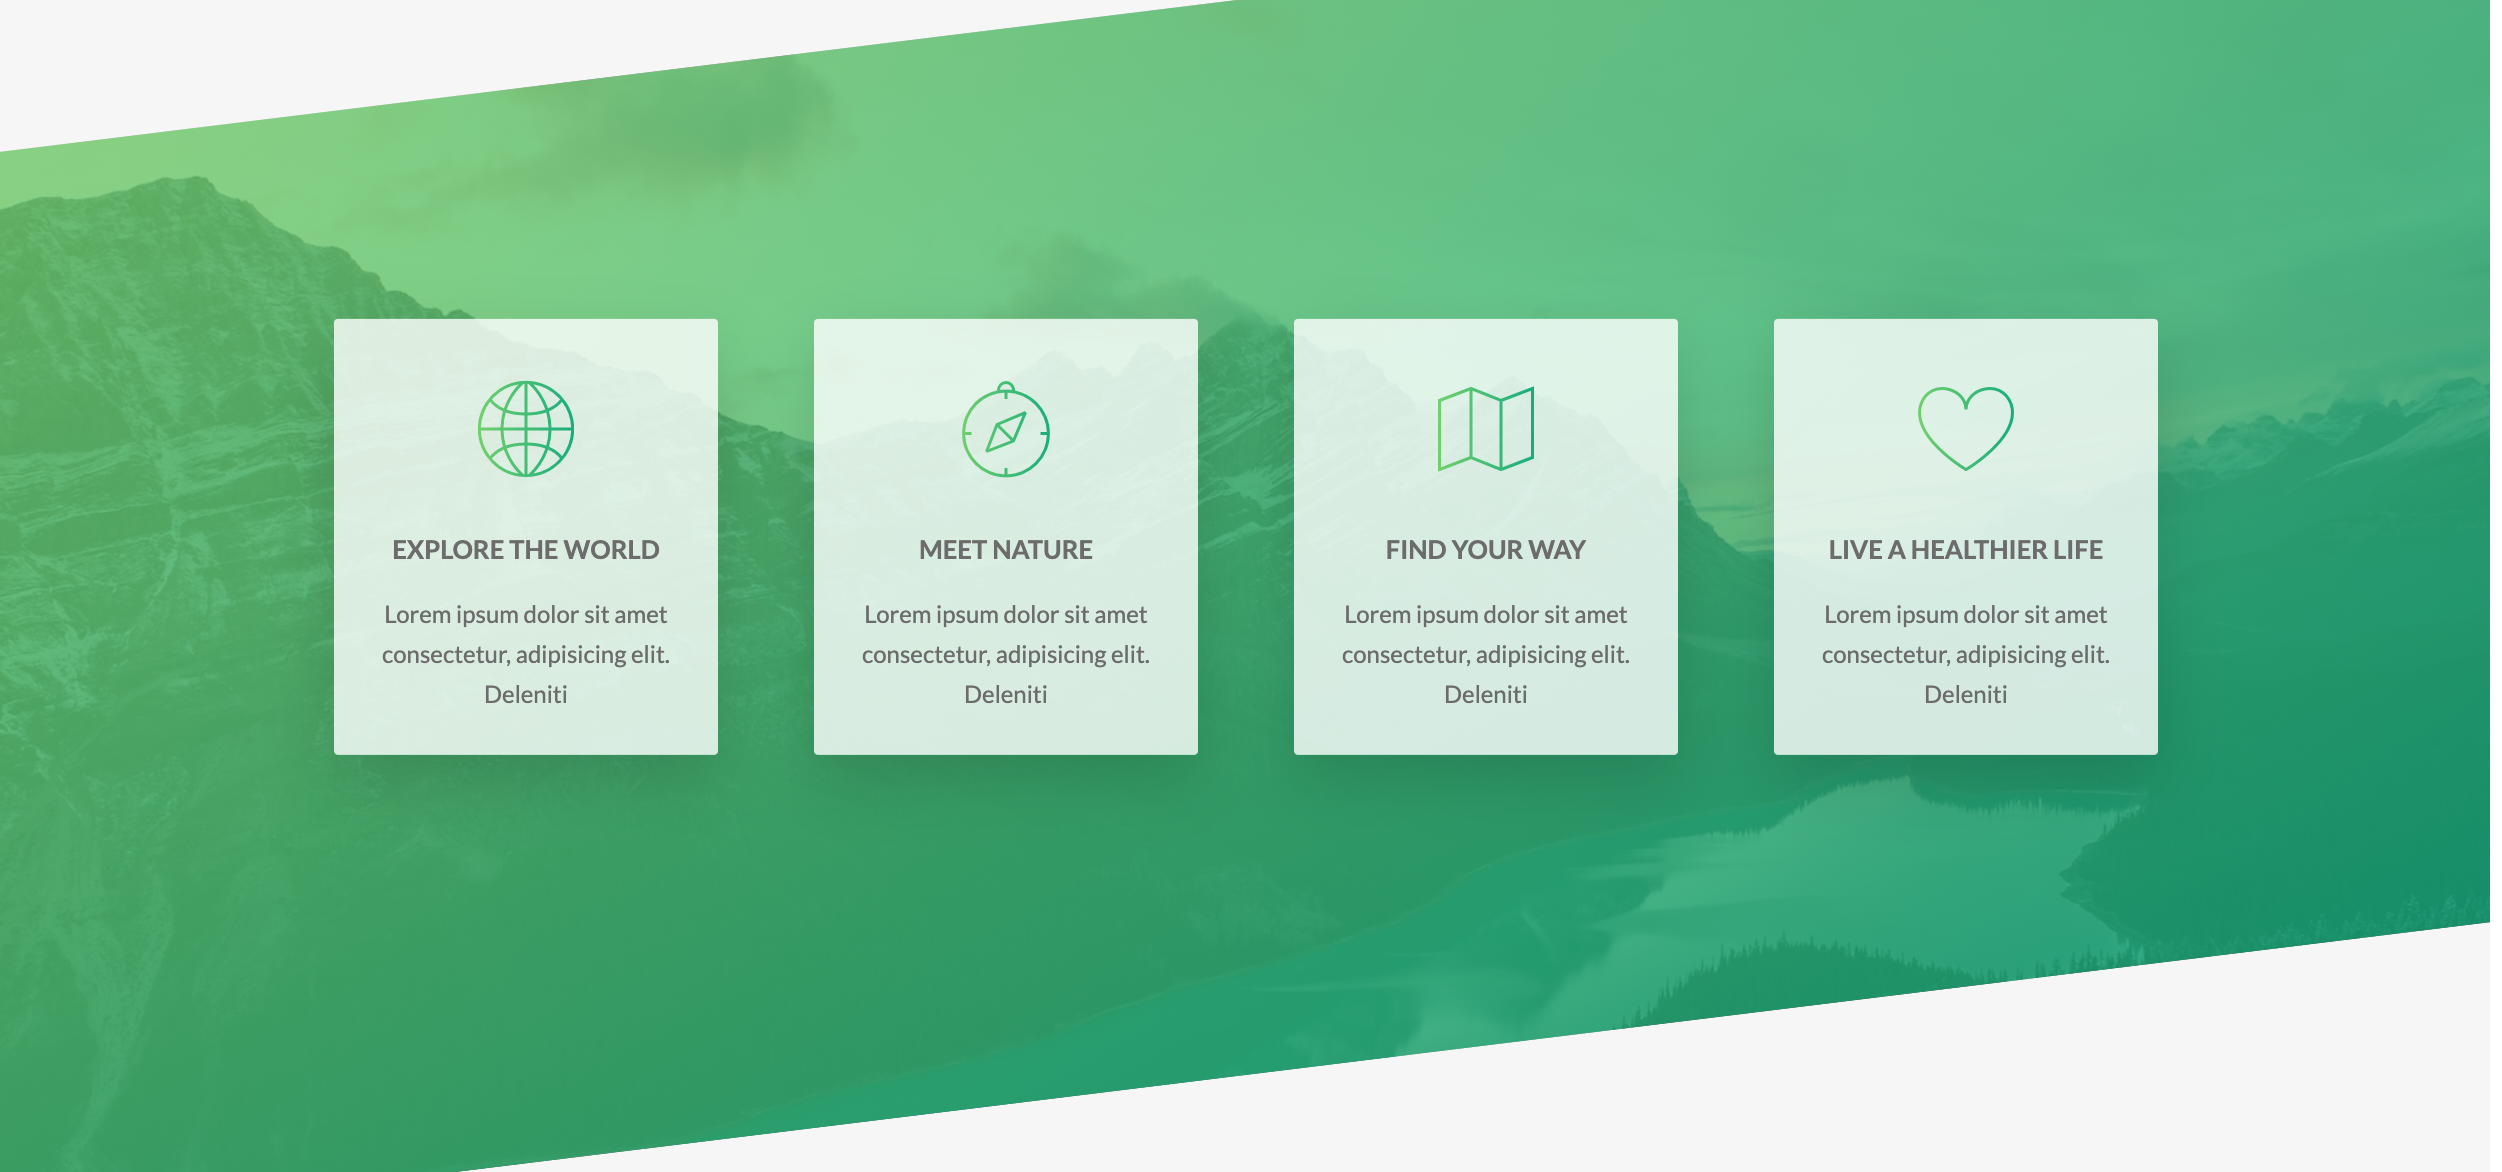 EXPLORE THE WORLD
Lorem ipsum dolor sit amet
consectetur, adipisicing elit.
Deleniti
MEET NATURE
Lorem ipsum dolor sit amet
consectetur, adipisicing elit.
Deleniti
FIND YOUR WAY
Lorem ipsum dolor sit amet
consectetur, adipisicing elit.
Deleniti
LIVE A HEALTHIER LIFE
Lorem ipsum dolor sit amet
consectetur, adipisicing elit.
Deleniti